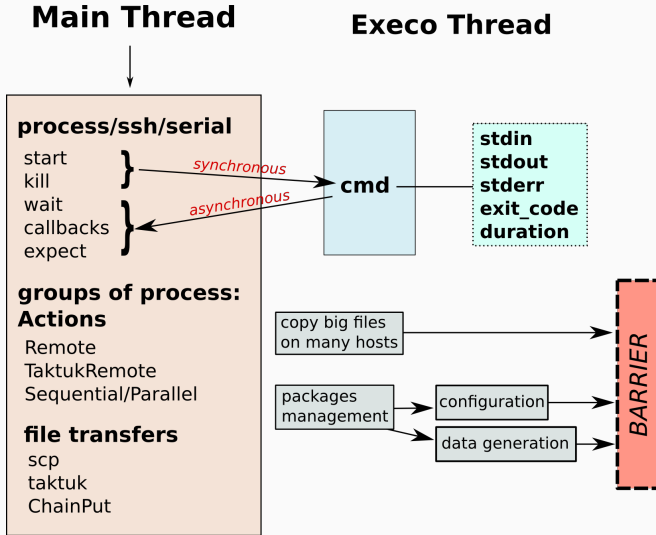 Main Thread
Execo Thread
process/ssh/serial
start
kill
wait
callbacks
expect
synchronous
asynchronous
cmd
stdin
stdout
stderr
exit_code
duration
groups of process:
Actions
Remote
TaktukRemote
Sequential/Parallel
file transfers
scp
taktuk
ChainPut
copy big files
on many hosts
packages
management
configuration
data generation
BARRIER